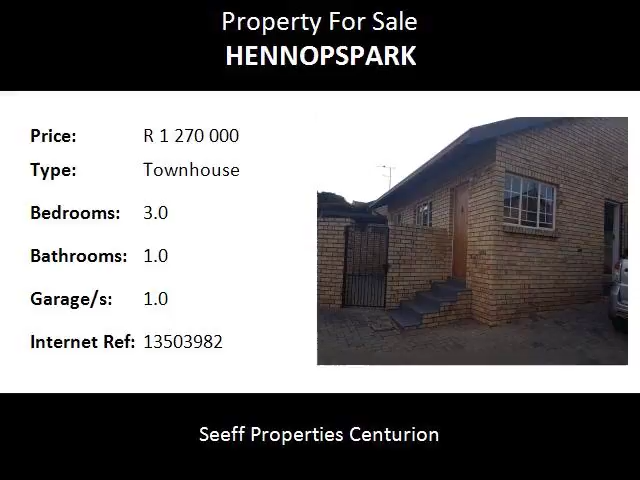 Property For Sale
HENNOPSPARK
Price: R 1 270 000
Type: Townhouse
Bedrooms: 3.0
Bathrooms: 1.0
Garage/s: 1.0
Internet Ref: 13503982
Seeff Properties Centurion